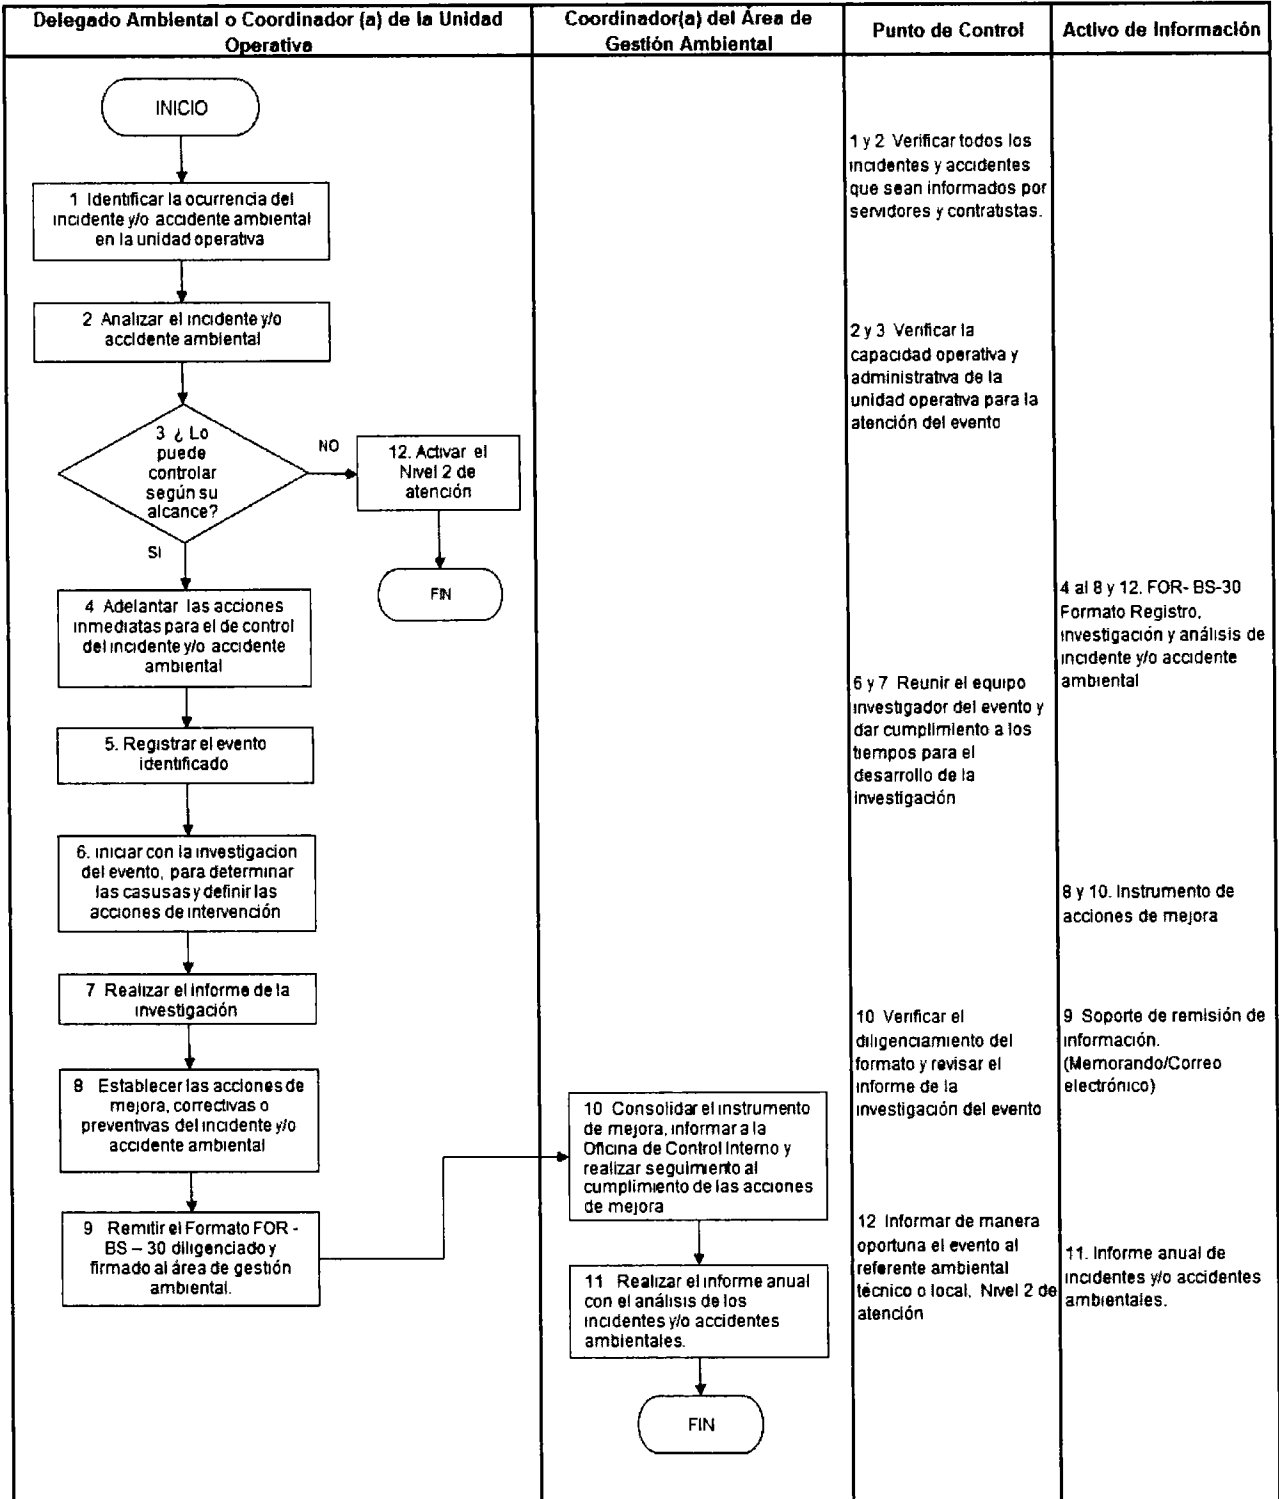 Delegado Ambiental o Coordinador (a) de la Unidad
Operativa
Coordinador(a) del Área de
Gestión Ambiental
Punto de Control
Activo de Información
INICIO
1 Identificar la ocurrencia del
incidente y/o accidente ambiental
en la unidad operativa
2 Analizar el incidente y/o
accidente ambiental
3 ¿ Lo
puede
controlar
según su
alcance?
NO
SI
12. Activar el
Nivel 2 de
atención
FIN
4 Adelantar las acciones
inmediatas para el de control
del incidente y/o accidente
ambiental
5. Registrar el evento
identificado
6. iniciar con la investigacion
del evento, para determinar
las casusas y definir las
acciones de intervención
7 Realizar el informe de la
investigación
8 Establecer las acciones de
mejora, correctivas o
preventivas del incidente y/o
accidente ambiental
9 Remitir el Formato FOR -
BS – 30 diligenciado y
firmado al área de gestión
ambiental.
10 Consolidar el instrumento
de mejora, informar a la
Oficina de Control Interno y
realizar seguimiento al
cumplimiento de las acciones
de mejora
11 Realizar el informe anual
con el análisis de los
incidentes y/o accidentes
ambientales.
FIN
1 y 2 Verificar todos los
incidentes y accidentes
que sean informados por
servidores y contratistas.
2 y 3 Verificar la
capacidad operativa y
administrativa de la
unidad operativa para la
atención del evento
6 y 7 Reunir el equipo
investigador del evento y
dar cumplimiento a los
tiempos para el
desarrollo de la
investigación
10 Verificar el
diligenciamiento del
formato y revisar el
informe de la
investigación del evento
12 Informar de manera
oportuna el evento al
referente ambiental
técnico o local, Nivel 2 de
atención
4 al 8 y 12. FOR- BS-30
Formato Registro,
investigación y análisis de
incidente y/o accidente
ambiental
8 y 10. Instrumento de
acciones de mejora
9 Soporte de remisión de
información.
(Memorando/Correo
electrónico)
11. Informe anual de
incidentes y/o accidentes
ambientales.